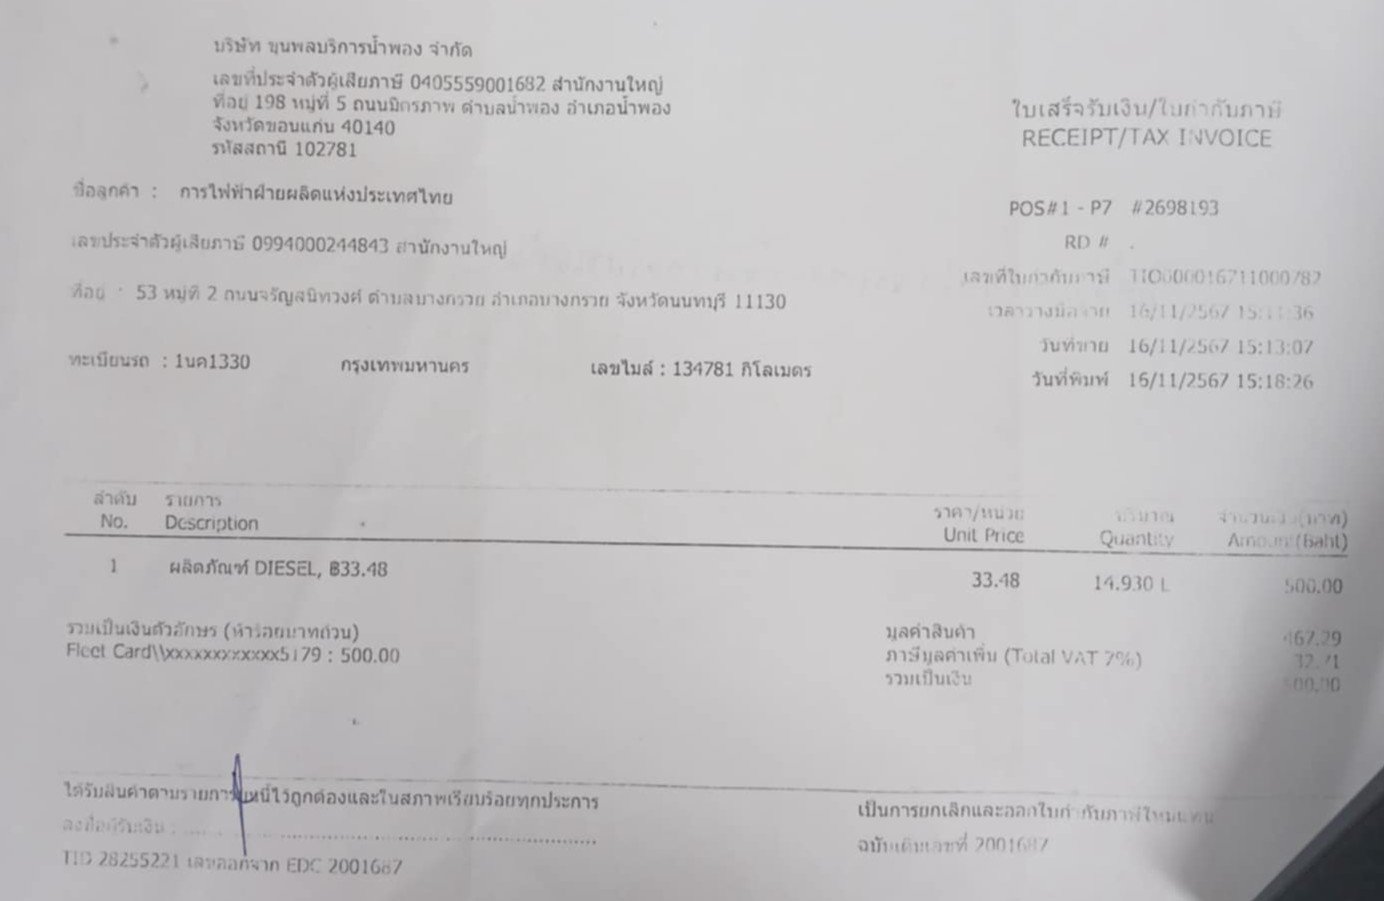 บริษัท ขุนพลบริการน้ำพอง จำกัด
เลขที่ประจำตัวผู้เสียภาษี 0405559001682 สำนักงานใหญ่
ที่อยู่ 198 หมู่ที่ 5 ถนนมิตรภาพ ตำบลน้ำพอง อำเภอน้ำพอง
จังหวัดขอนแก่น 40140
รหัสสถานี 102781
ใบเสร็จรับเงิน/ใบกำกับภาษี
RECEIPT/TAX INVOICE
ชื่อลูกค้า : การไฟฟ้าฝ่ายผลิตแห่งประเทศไทย
POS#1 - P7 #2698193
เลขประจำตัวผู้เสียภาษี 0994000244843 สำนักงานใหญ่
RD # .
ที่อยู่ : 53 หมู่ที่ 2 ถนนจรัญสนิทวงศ์ ตำบลบางกรวย อำเภอบางกรวย จังหวัดนนทบุรี 11130
เลขที่ใบกำกับภาษี
16/11/2567
ทะเบียนรถ : 1นค1330 กรุงเทพมหานคร เลขไมล์ : 134781 กิโลเมตร
วันที่ขาย 16/11/2567 15:13:07
วันที่พิมพ์ 16/11/2567 15:18:26
ลำดับ รายการ ราคา/หน่วย ปริมาณ จำนวนเงิน(บาท)
No. Description Unit Price Quantity Amount(Baht)
1 ผลิตภัณฑ์ DIESEL, ฿33.48 33.48 14.930 L 500.00
รวมเป็นเงินตัวอักษร (ห้าร้อยบาทถ้วน)
Fleet Card\\xxxxxxxxxxxx5179 : 500.00
มูลค่าสินค้า 467.29
ภาษีมูลค่าเพิ่ม (Total VAT 7%) 32.71
รวมเป็นเงิน 500.00
ได้รับสินค้าตามรายการ นี้ไว้ถูกต้องและในสภาพเรียบร้อยทุกประการ
ลงชื่อผู้รับเงิน :
TID 28255221 เลขออกจาก EDC 2001687
เป็นการยกเลิกและออกใบกำกับภาษีใหม่แทน
ฉบับเดิมเลขที่ 2001687